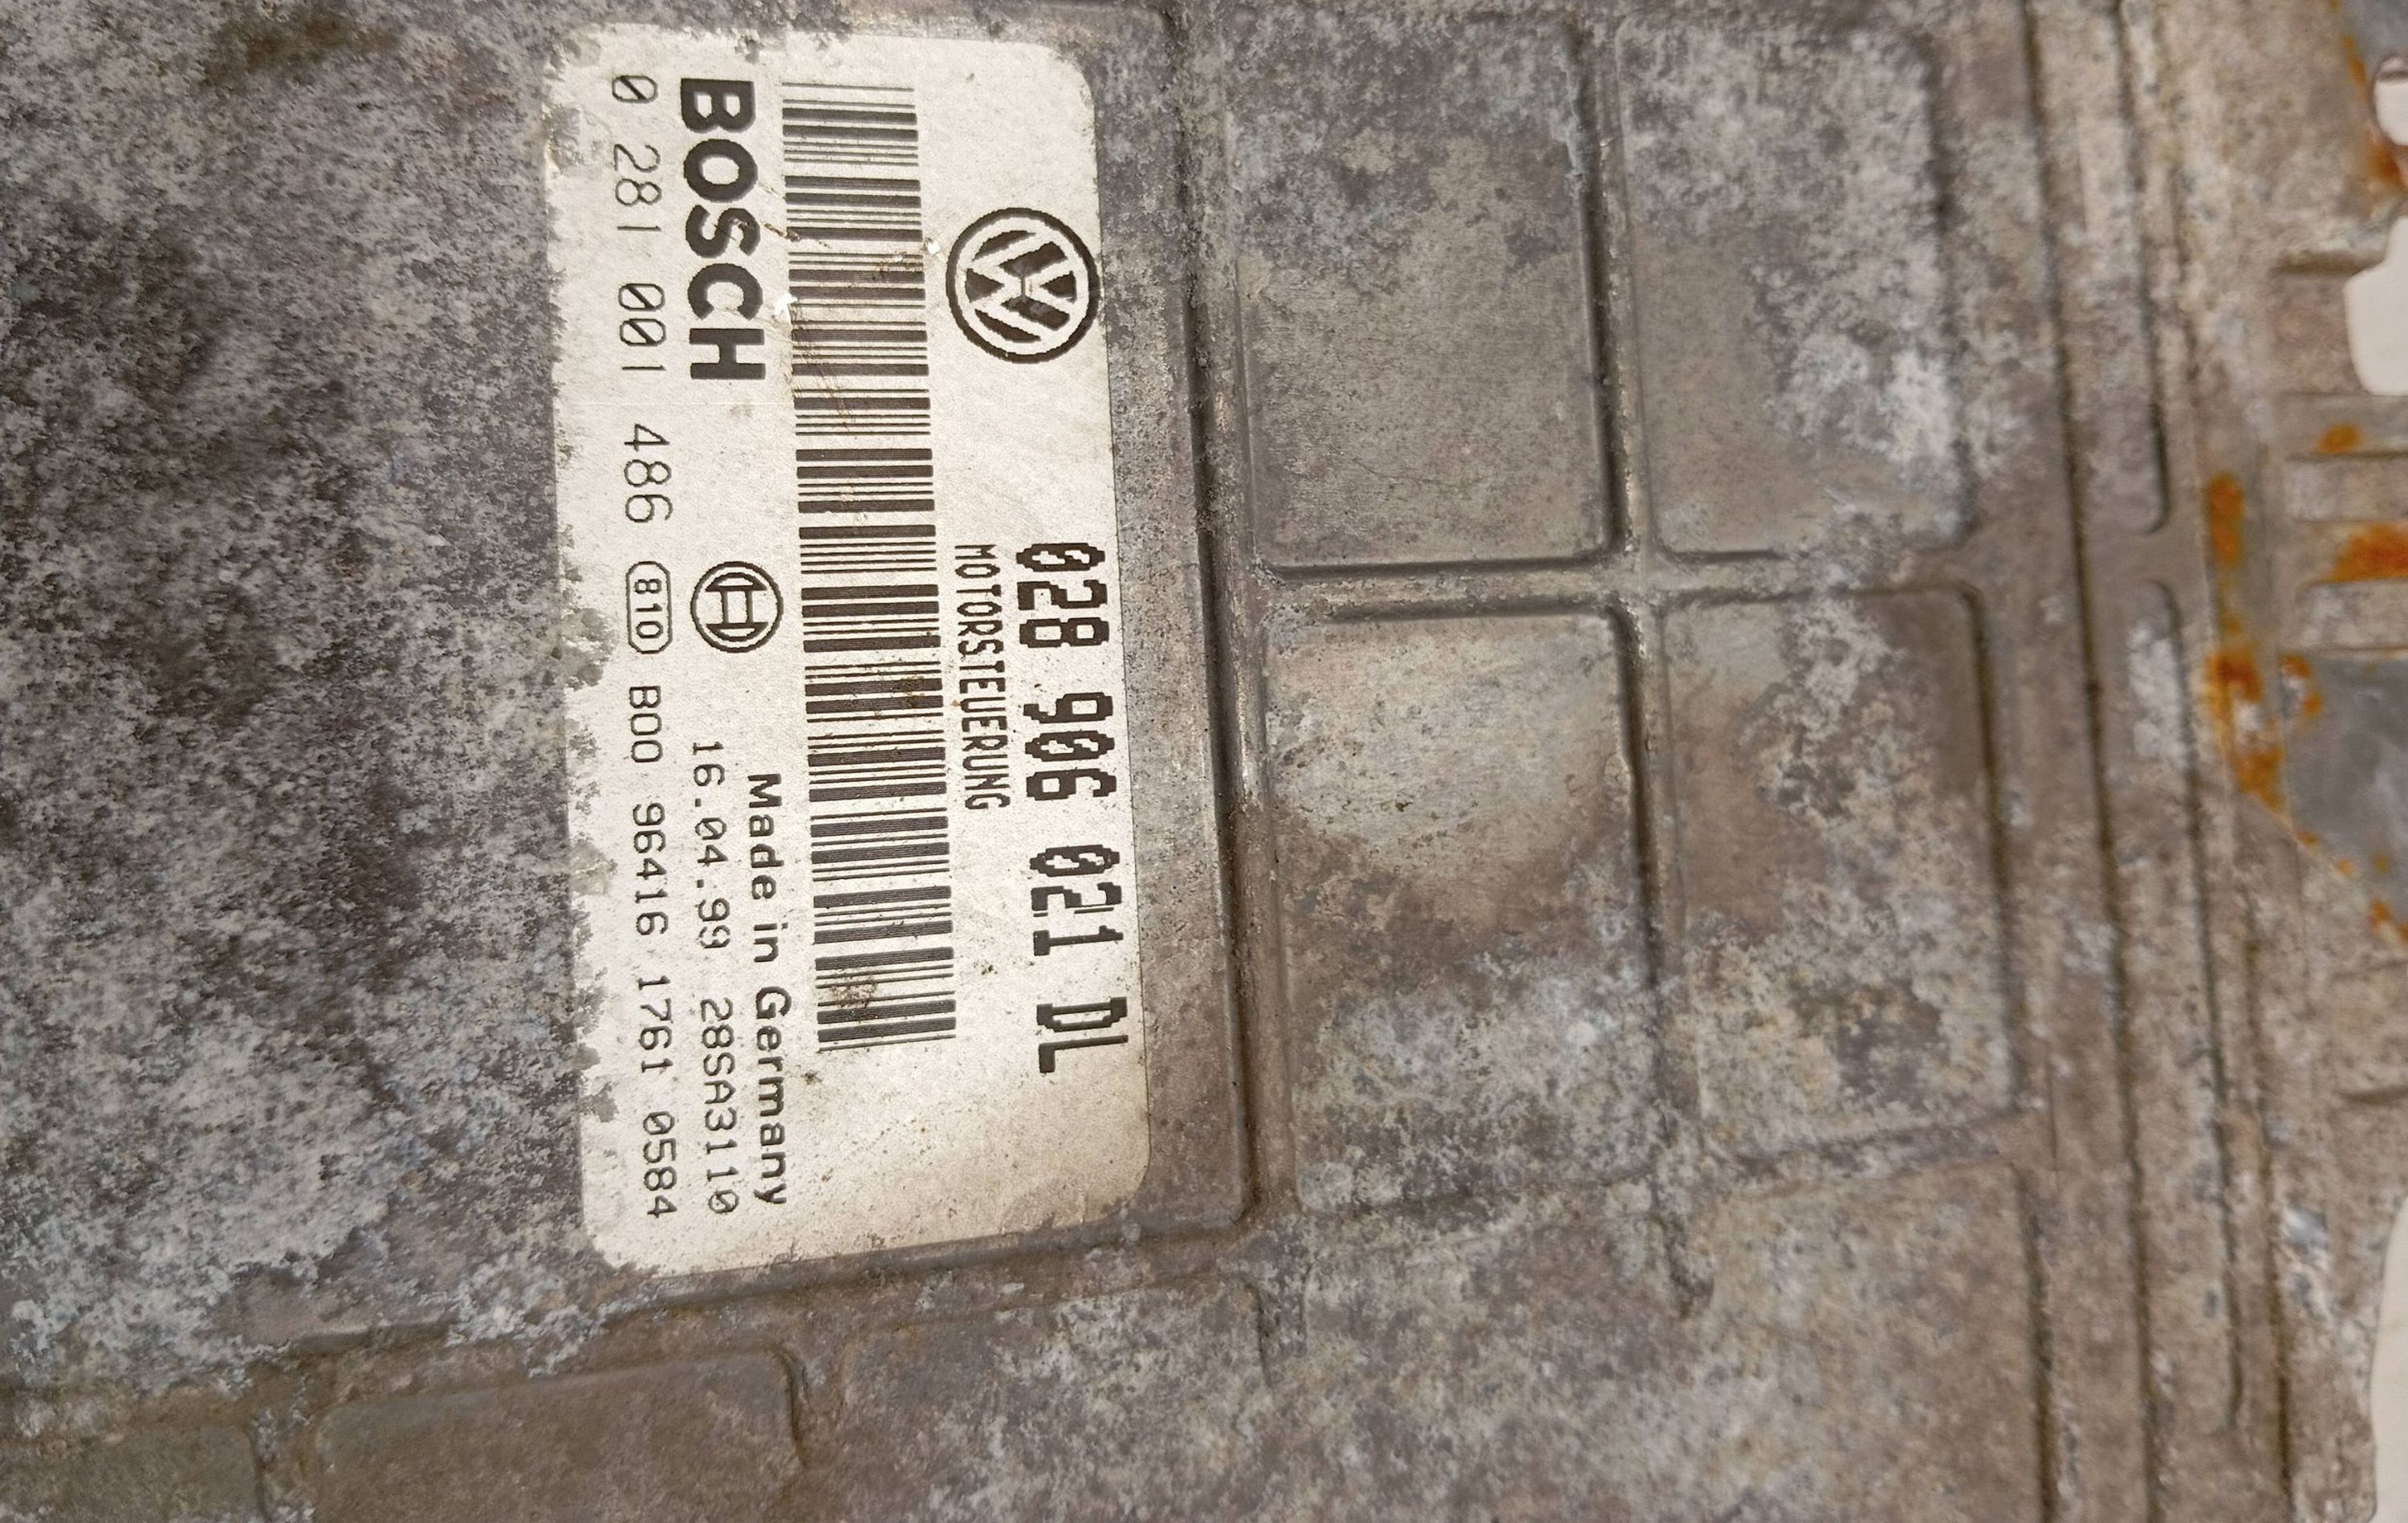 028 906 021 DL
MOTORSTEUERUNG
BOSCH
Made in Germany
16.04.99 28SA3110
0 281 001 486 810 B00 96416 1761 0584